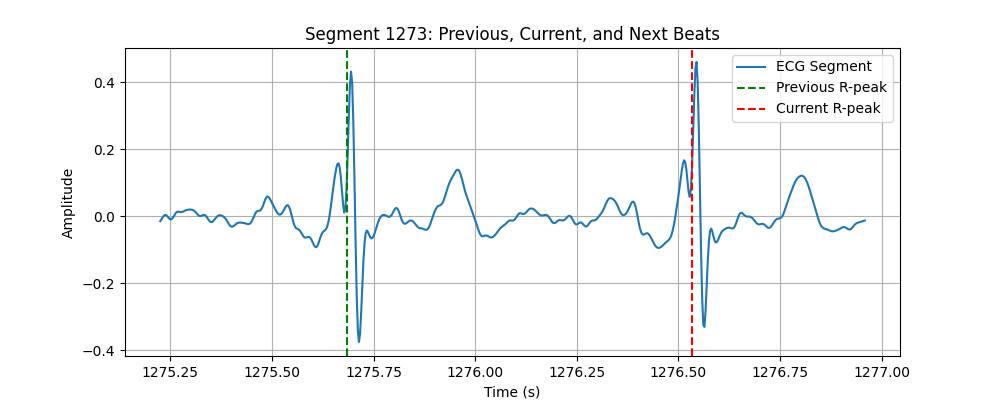 Segment 1273: Previous, Current, and Next Beats
ECG Segment
Previous R-peak
Current R-peak
Amplitude
0.4
0.2
0.0
−0.2
−0.4
1275.25 1275.50 1275.75 1276.00 1276.25 1276.50 1276.75 1277.00
Time (s)